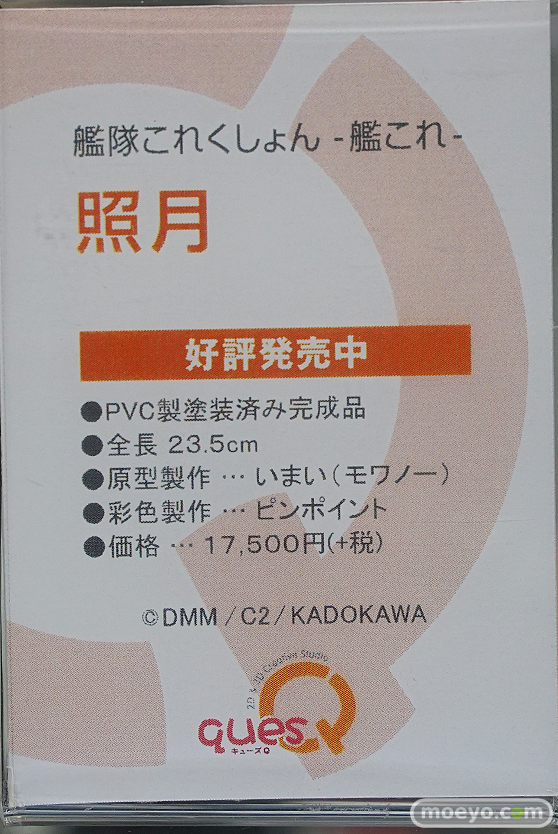 艦隊これくしょん -艦これ-
照月
好評発売中
●PVC製塗装済み完成品
●全長 23.5cm
●原型製作 … いまい(モワノー)
●彩色製作 … ピンポイント
●価格 … 17,500円(+税)
©DMM / C2 / KADOKAWA
2D & 3D Creative Studio
Q
quesQ
キューズQ
moeyo.com